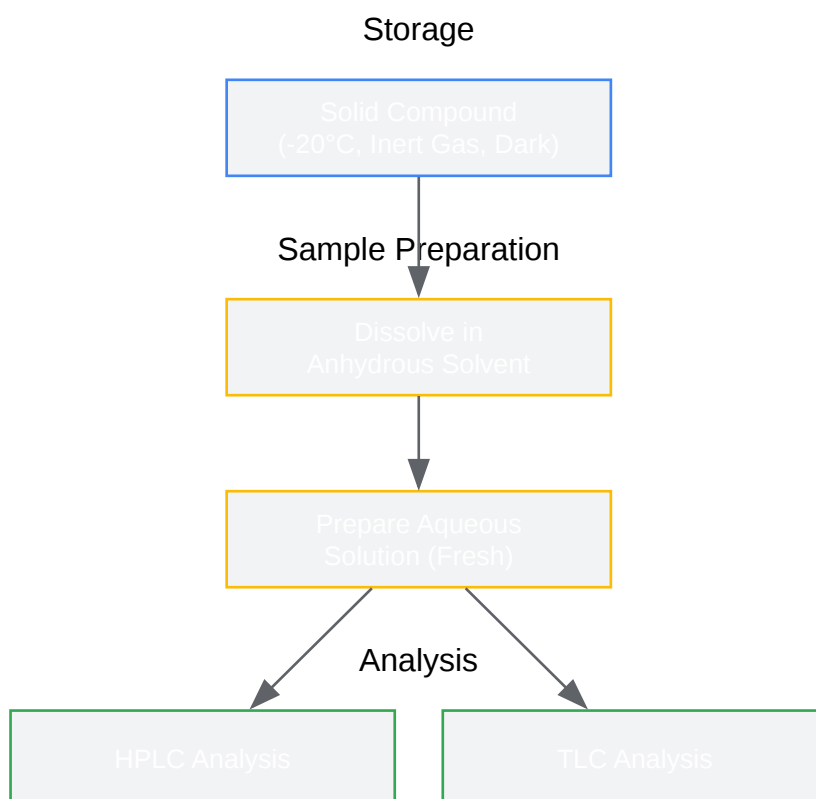 Storage
Solid Compound
(-20°C, Inert Gas, Dark)
Sample Preparation
Dissolve in
Anhydrous Solvent
Prepare Aqueous
Solution (Fresh)
Analysis
HPLC Analysis
TLC Analysis